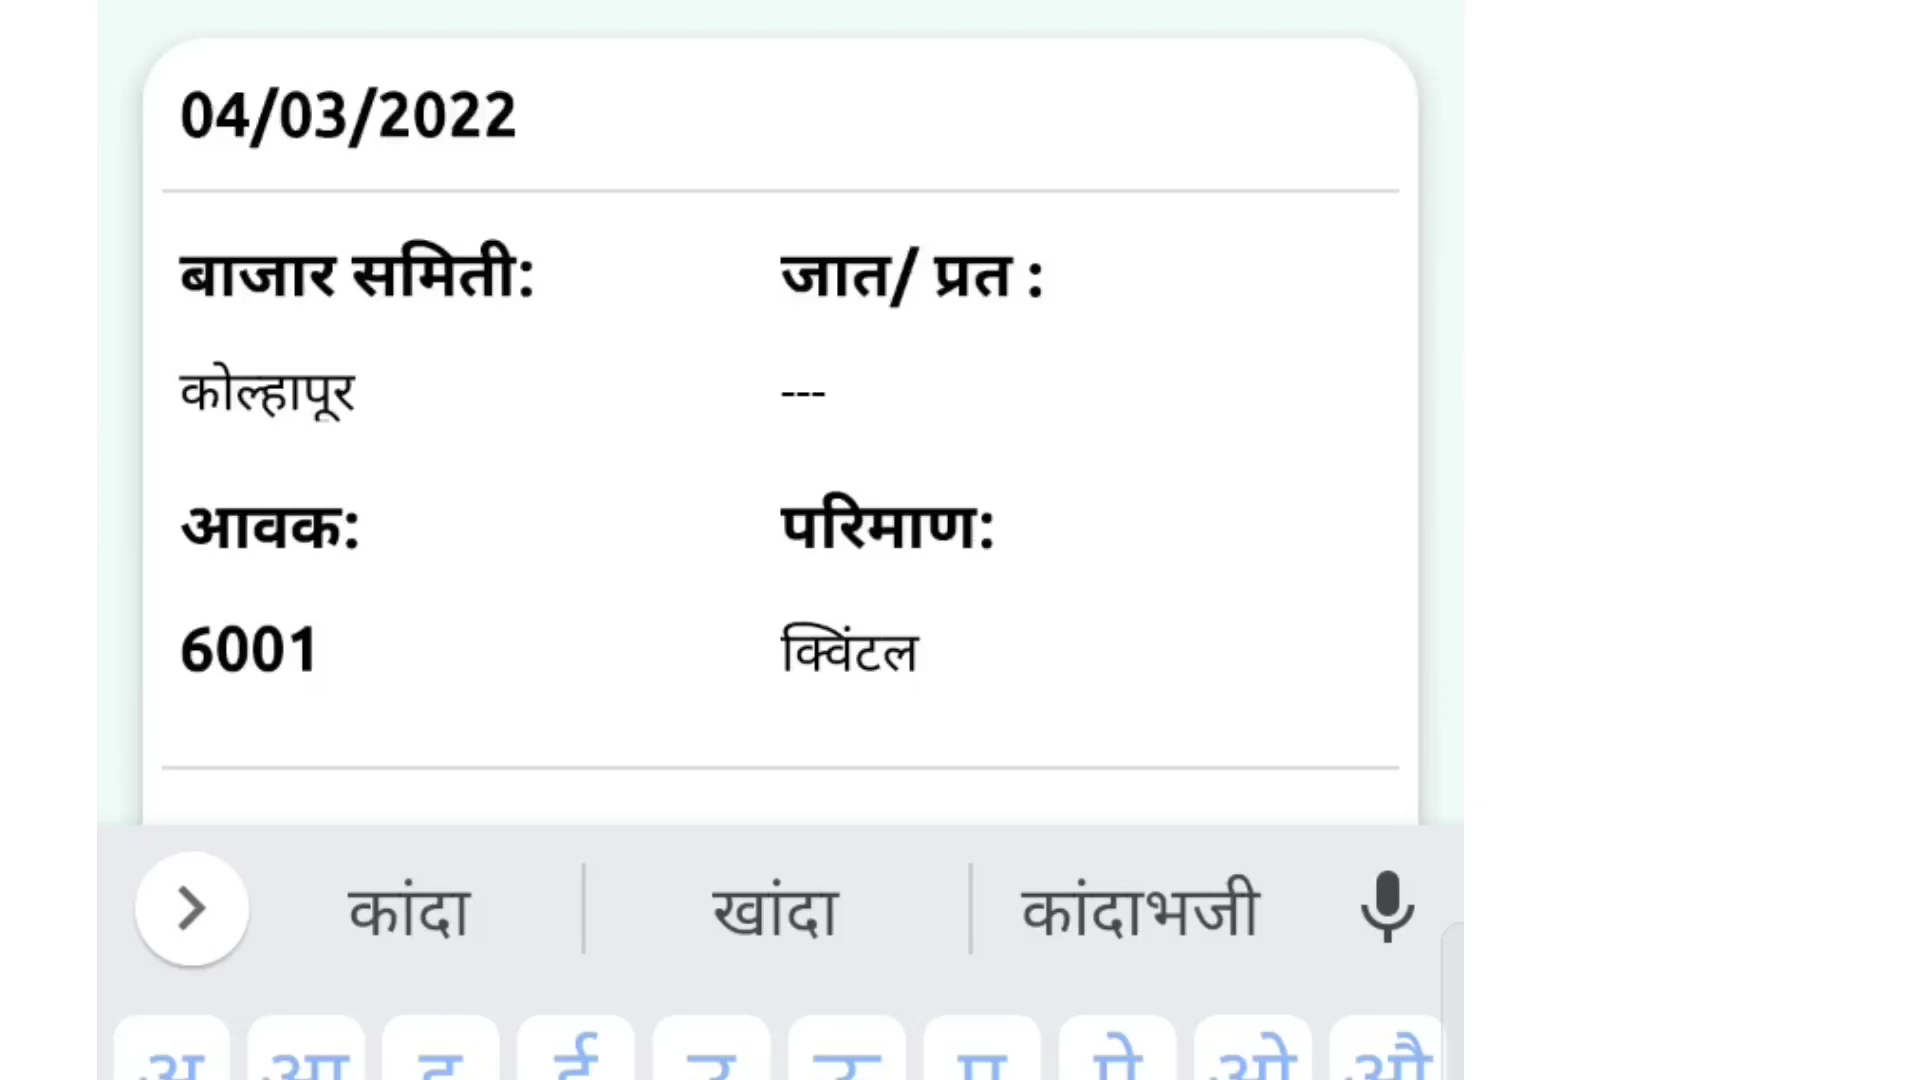 04/03/2022
बाजार समिती: जात/ प्रत :
कोल्हापूर ---
आवक: परिमाण:
6001 क्विंटल
कांदा खांदा कांदाभजी
अ आ इ ई उ ऊ ए ऐ ओ औ